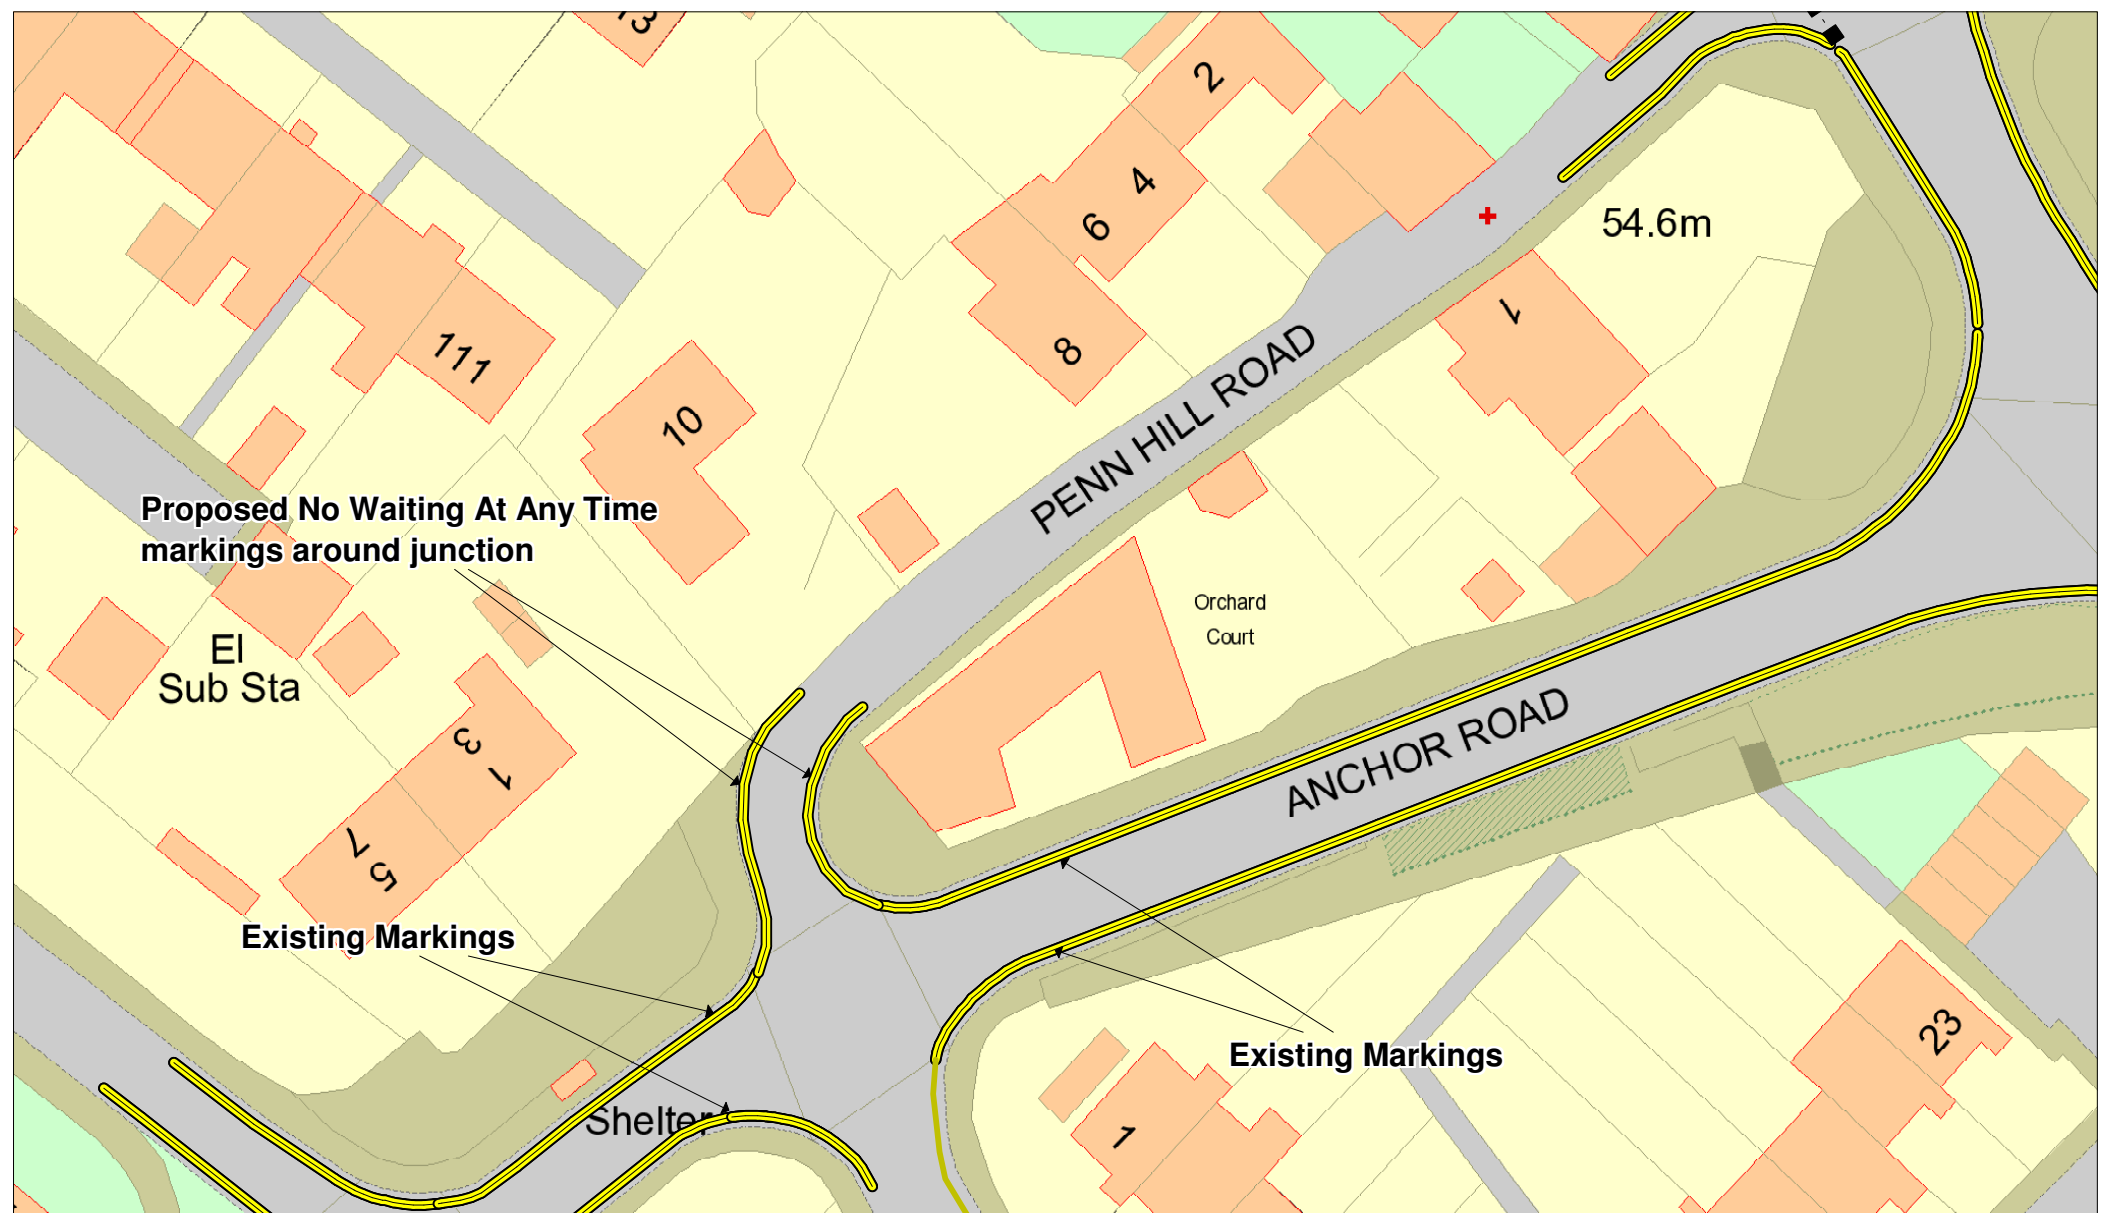 13
2
4
6
54.6m
1
8
111
PENN HILL ROAD
10
Proposed No Waiting At Any Time
markings around junction
Orchard
Court
El
Sub Sta
ANCHOR ROAD
3
1
7
5
Existing Markings
23
Existing Markings
Shelter
1